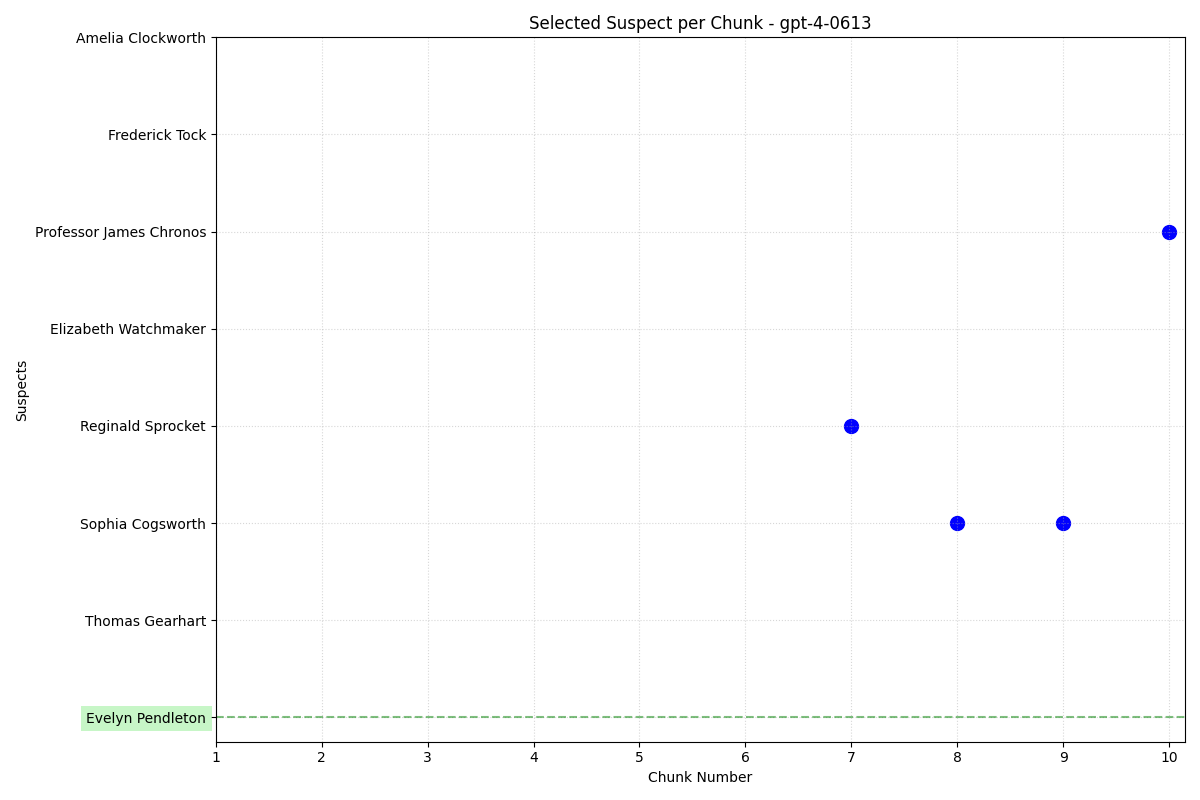 Selected Suspect per Chunk - gpt-4-0613
Amelia Clockworth
Frederick Tock
Professor James Chronos
Elizabeth Watchmaker
Reginald Sprocket
Sophia Cogsworth
Thomas Gearhart
Evelyn Pendleton
Suspects
1 2 3 4 5 6 7 8 9 10
Chunk Number